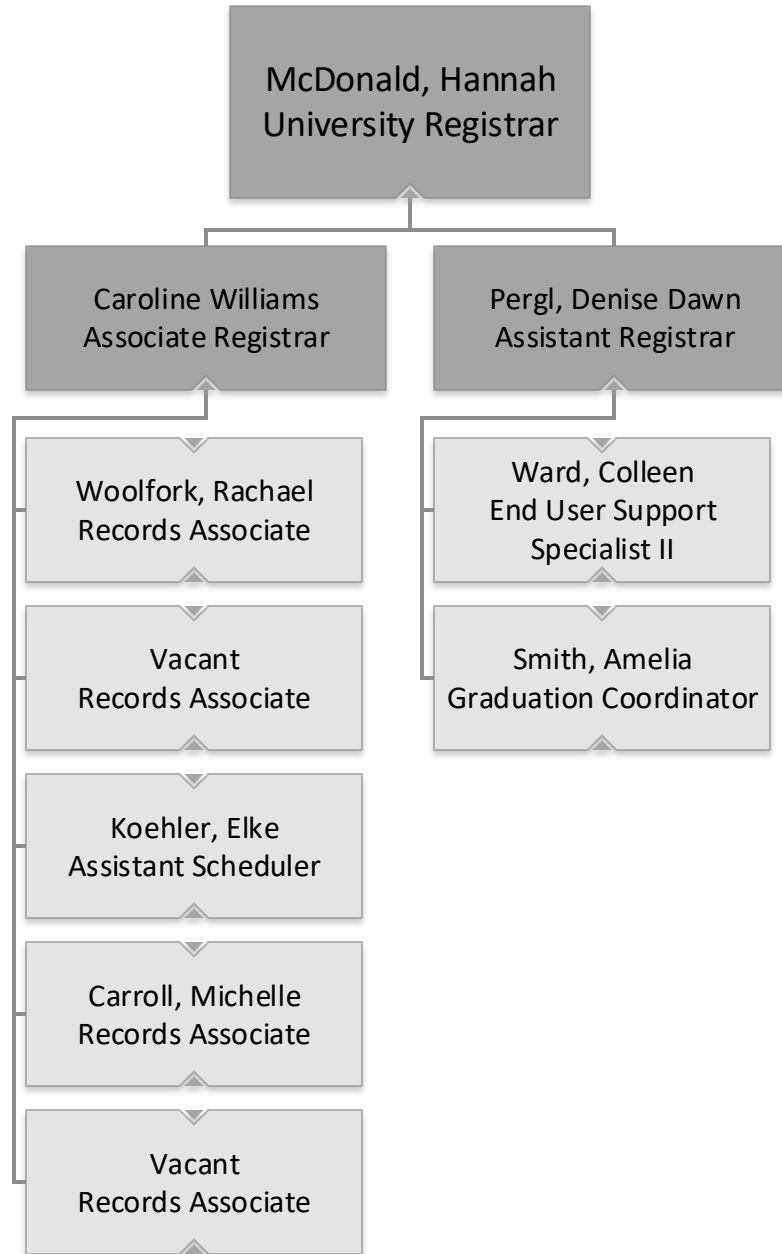 McDonald, Hannah
University Registrar
Caroline Williams
Associate Registrar
Woolfork, Rachael
Records Associate
Vacant
Records Associate
Koehler, Elke
Assistant Scheduler
Carroll, Michelle
Records Associate
Vacant
Records Associate
Pergl, Denise Dawn
Assistant Registrar
Ward, Colleen
End User Support
Specialist II
Smith, Amelia
Graduation Coordinator